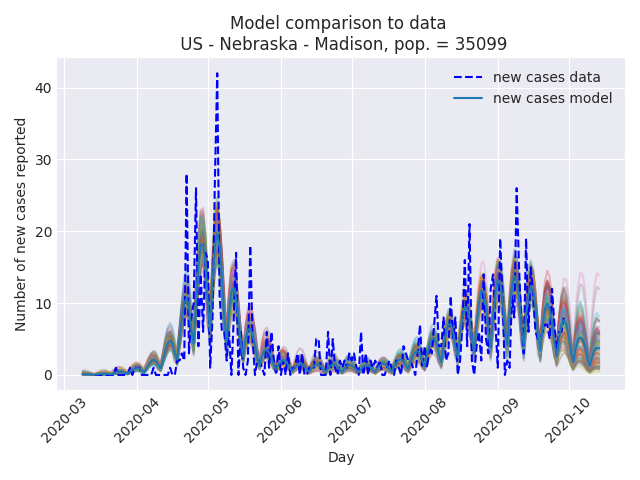 Model comparison to data
US - Nebraska - Madison, pop. = 35099
new cases data
new cases model
Number of new cases reported
40
30
20
10
0
2020-03
2020-04
2020-05
2020-06
2020-07
2020-08
2020-09
2020-10
Day